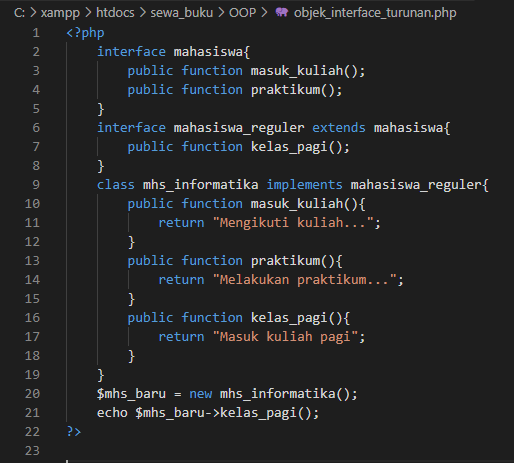 C: > xampp > htdocs > sewa_buku > OOP > objek_interface_turunan.php
1 <?php
2 interface mahasiswa{
3 public function masuk_kuliah();
4 public function praktikum();
5 }
6 interface mahasiswa_reguler extends mahasiswa{
7 public function kelas_pagi();
8 }
9 class mhs_informatika implements mahasiswa_reguler{
10 public function masuk_kuliah(){
11 return "Mengikuti kuliah...";
12 }
13 public function praktikum(){
14 return "Melakukan praktikum...";
15 }
16 public function kelas_pagi(){
17 return "Masuk kuliah pagi";
18 }
19 }
20 $mhs_baru = new mhs_informatika();
21 echo $mhs_baru->kelas_pagi();
22 ?>
23